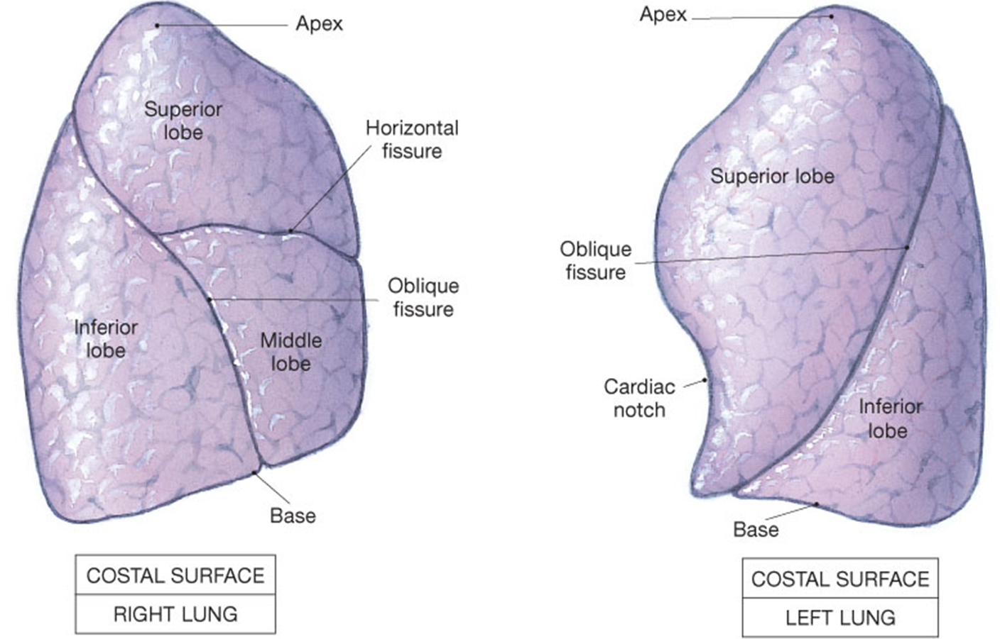 Apex
Superior
lobe
Horizontal
fissure
Oblique
fissure
Inferior
lobe
Middle
lobe
Base
COSTAL SURFACE
RIGHT LUNG
Apex
Superior lobe
Oblique
fissure
Cardiac
notch
Inferior
lobe
Base
COSTAL SURFACE
LEFT LUNG